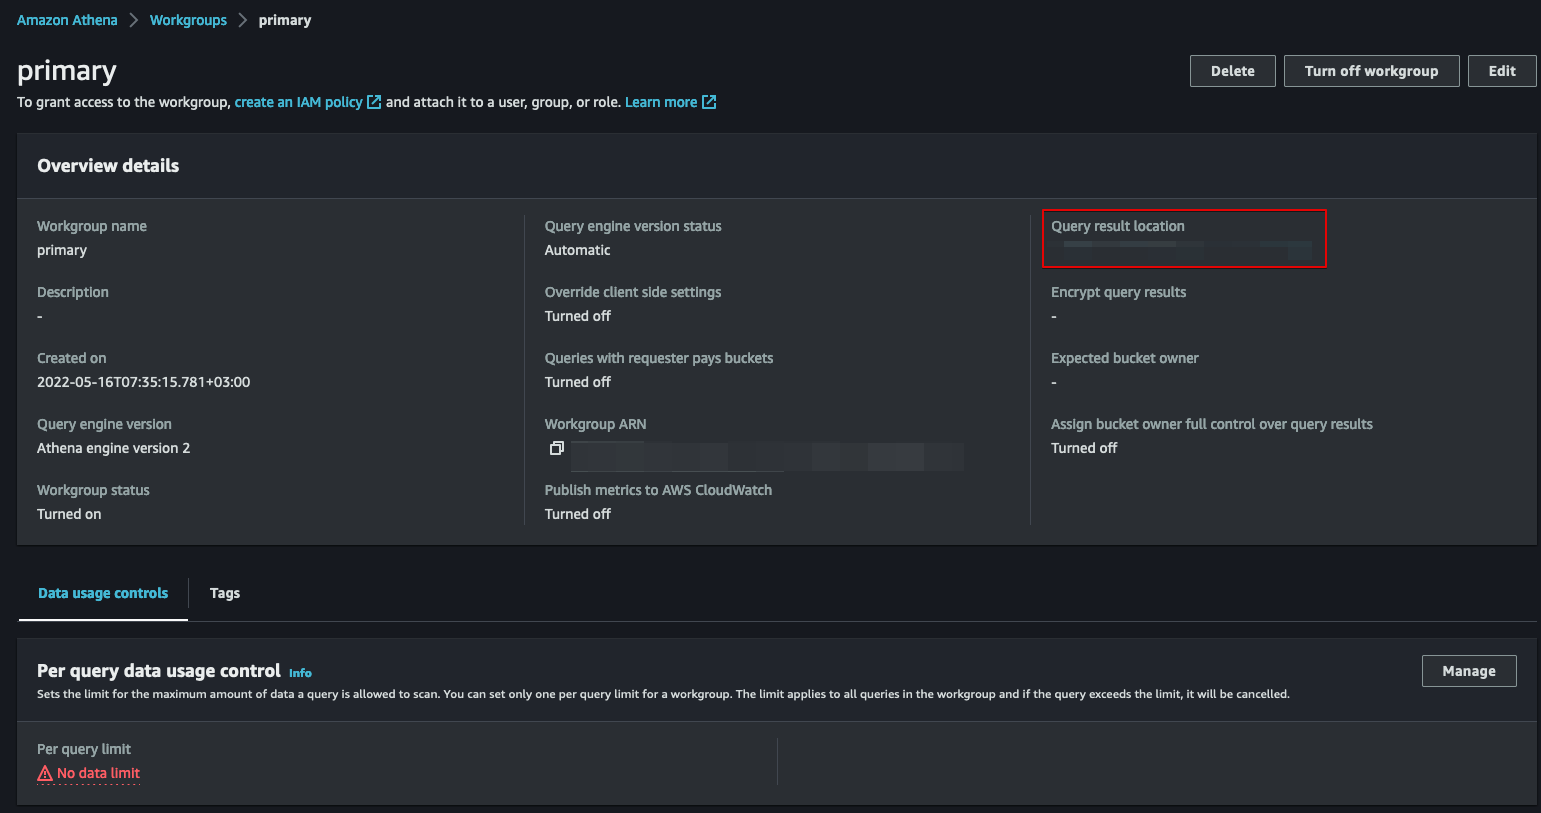 Amazon Athena > Workgroups > primary
primary
Delete
Turn off workgroup
Edit
To grant access to the workgroup, create an IAM policy and attach it to a user, group, or role. Learn more
Overview details
Workgroup name
primary
Description
-
Created on
2022-05-16T07:35:15.781+03:00
Query engine version
Athena engine version 2
Workgroup status
Turned on
Query engine version status
Automatic
Override client side settings
Turned off
Queries with requester pays buckets
Turned off
Workgroup ARN
Publish metrics to AWS CloudWatch
Turned off
Query result location
Encrypt query results
-
Expected bucket owner
-
Assign bucket owner full control over query results
Turned off
Data usage controls
Tags
Per query data usage control Info
Manage
Sets the limit for the maximum amount of data a query is allowed to scan. You can set only one per query limit for a workgroup. The limit applies to all queries in the workgroup and if the query exceeds the limit, it will be cancelled.
Per query limit
No data limit